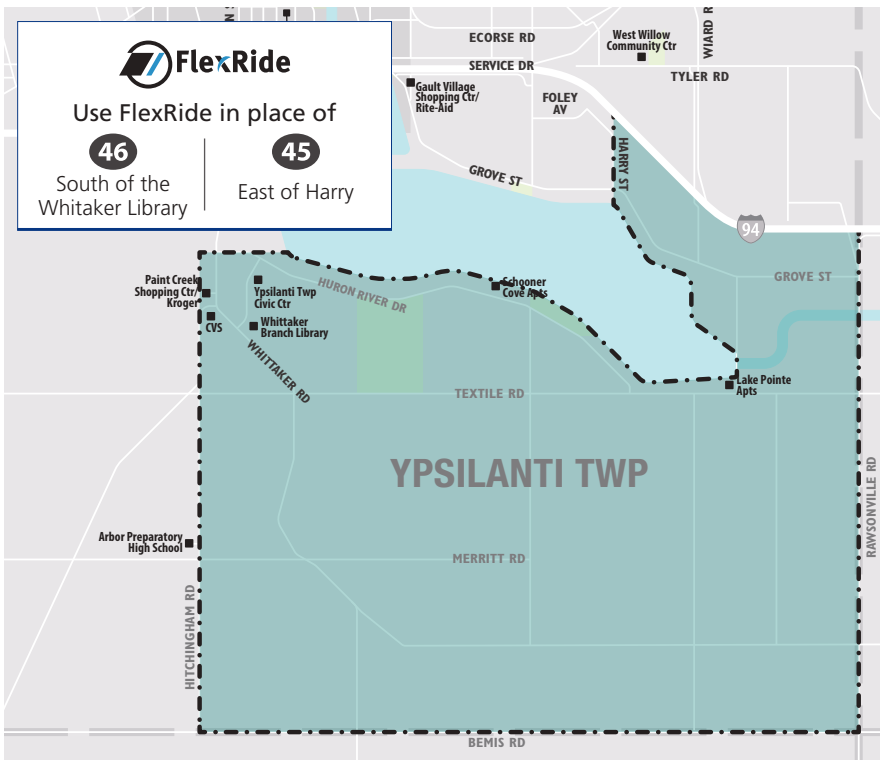 FlexRide
Use FlexRide in place of
46
South of the
Whitaker Library
45
East of Harry
ECORSE RD
SERVICE DR
West Willow
Community Ctr
WIARD R
TYLER RD
Gault Village
Shopping Ctr/
Rite-Aid
FOLEY
AV
HARRY ST
GROVE ST
94
GROVE ST
Paint Creek
Shopping Ctr/
Kroger
CVS
Ypsilanti Twp
Civic Ctr
Whittaker
Branch Library
HURON RIVER DR
Schooner
Cove Apts
WHITTAKER RD
TEXTILE RD
Lake Pointe
Apts
YPSILANTI TWP
Arbor Preparatory
High School
MERRITT RD
HITCHINGHAM RD
RAWSONVILLE RD
BEMIS RD